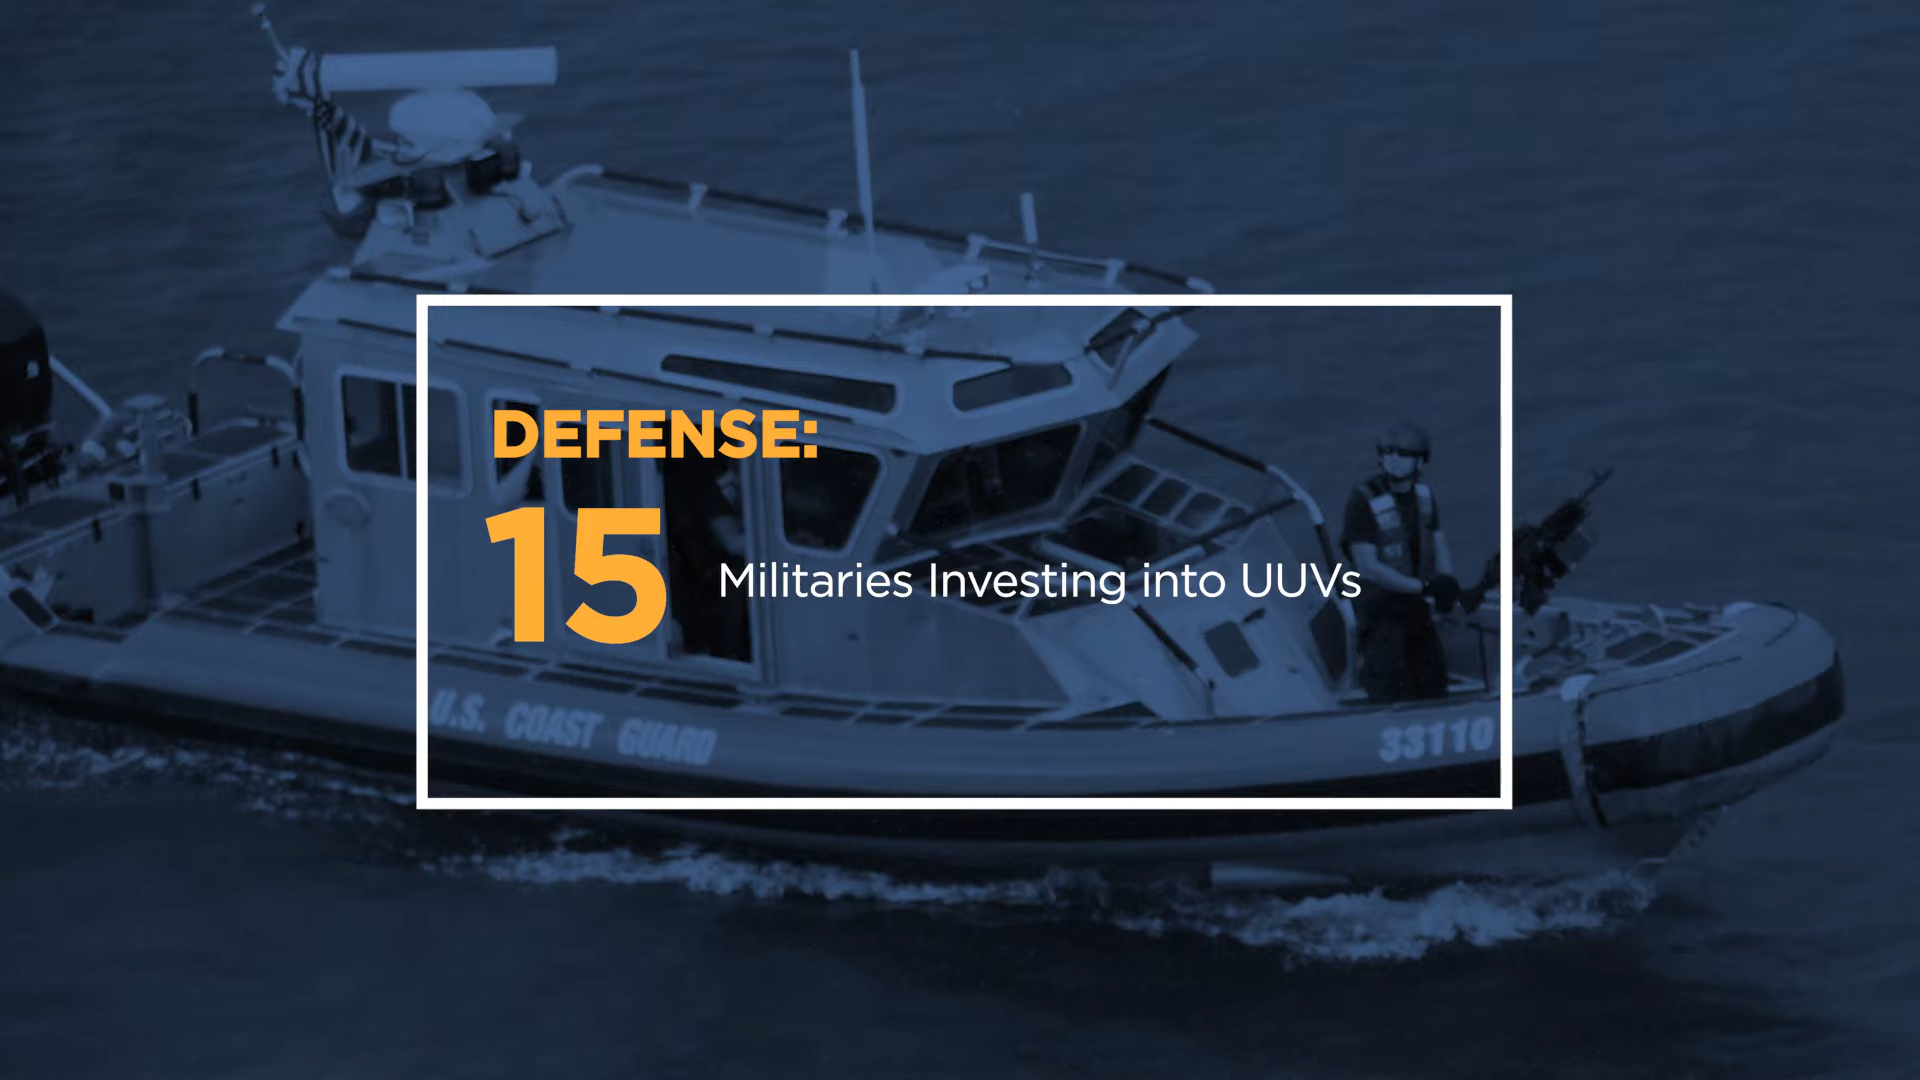 DEFENSE:
15 Militaries Investing into UUVs
U.S. COAST GUARD
33110